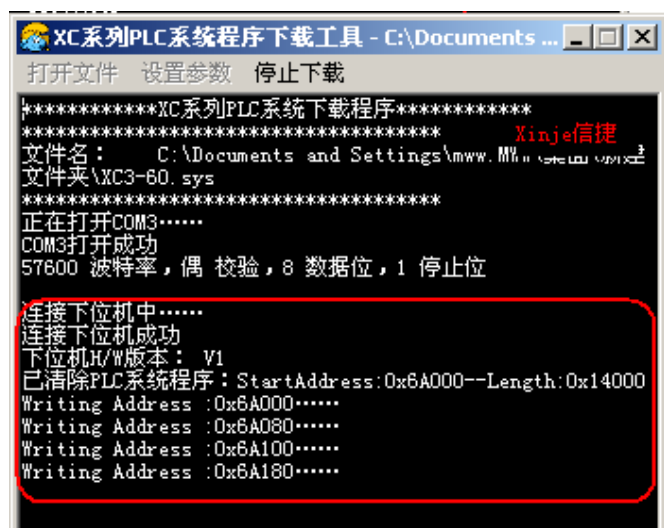 XC系列PLC系统程序下载工具 - C:\Documents ...
打开文件 设置参数 停止下载
************XC系列PLC系统下载程序************
*************************************
Xinje信捷
文件名： C:\Documents and Settings\mww.
文件夹\XC3-60.sys
*************************************
正在打开COM3……
COM3打开成功
57600 波特率，偶 校验，8 数据位，1 停止位
连接下位机中……
连接下位机成功
下位机H/W版本： V1
已清除PLC系统程序：StartAddress:0x6A000--Length:0x14000
Writing Address :0x6A000……
Writing Address :0x6A080……
Writing Address :0x6A100……
Writing Address :0x6A180……